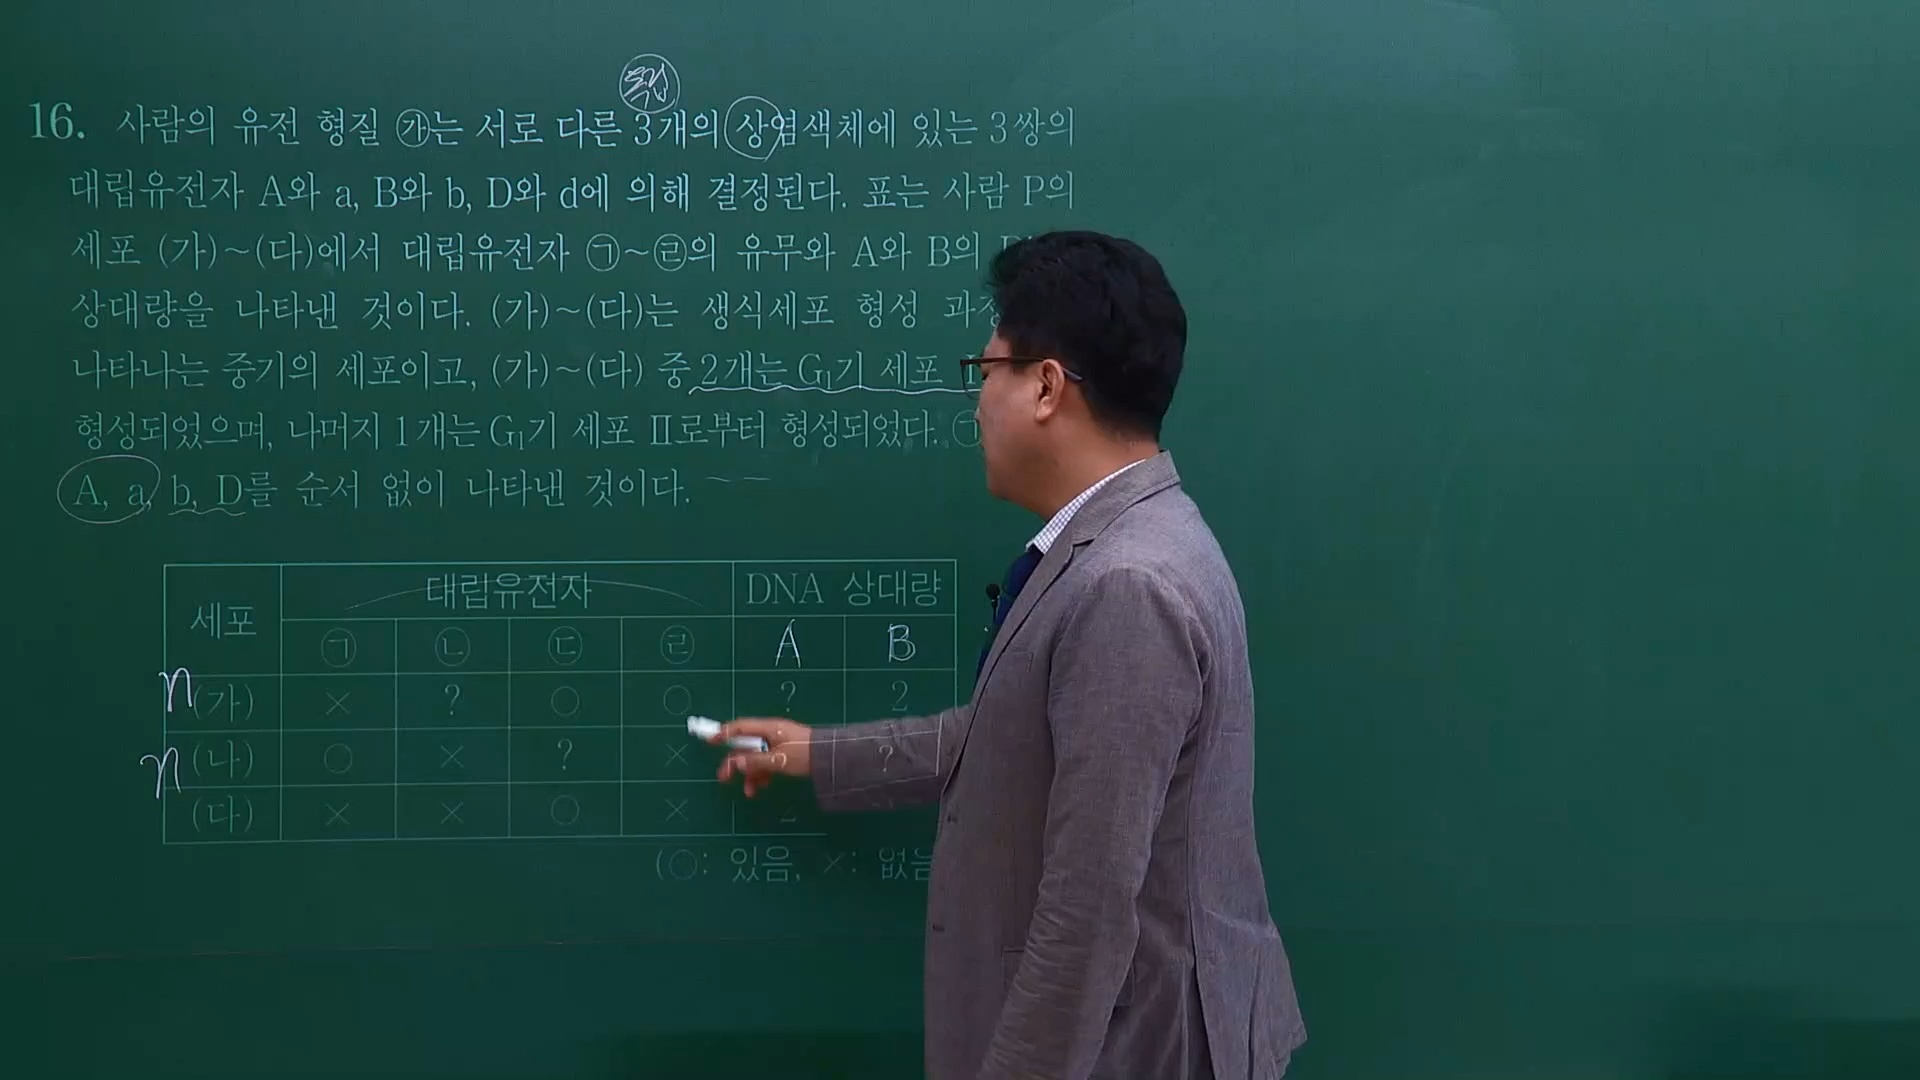 독립
16. 사람의 유전 형질 ㉮는 서로 다른 3개의 상염색체에 있는 3쌍의
대립유전자 A와 a, B와 b, D와 d에 의해 결정된다. 표는 사람 P의
세포 (가)~(다)에서 대립유전자 ㉠~㉣의 유무와 A와 B의
상대량을 나타낸 것이다. (가)~(다)는 생식세포 형성 과정
나타나는 중기의 세포이고, (가)~(다) 중 2개는 G₁기 세포 I
형성되었으며, 나머지 1개는 G₁기 세포 Ⅱ로부터 형성되었다. ㉠
A, a, b, D를 순서 없이 나타낸 것이다.
세포 대립유전자 DNA 상대량
㉠ ㉡ ㉢ ㉣ A B
n (가) × ? ○ ○ ? 2
n (나) ○ × ? × ?
(다) × × ○ × 2
(○: 있음, ×: 없음